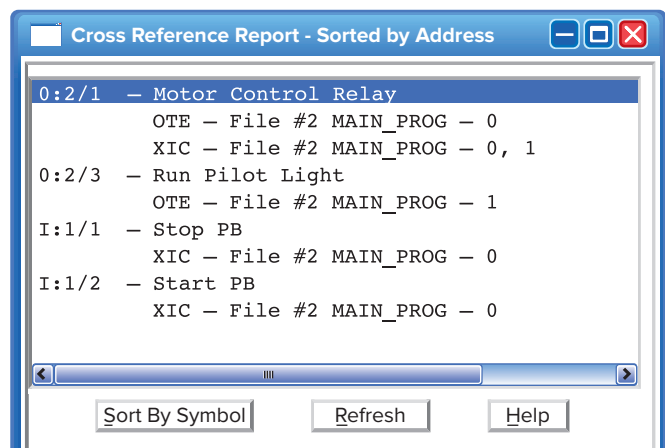 Cross Reference Report - Sorted by Address
0:2/1 – Motor Control Relay
OTE – File #2 MAIN_PROG – 0
XIC – File #2 MAIN_PROG – 0, 1
0:2/3 – Run Pilot Light
OTE – File #2 MAIN_PROG – 1
I:1/1 – Stop PB
XIC – File #2 MAIN_PROG – 0
I:1/2 – Start PB
XIC – File #2 MAIN_PROG – 0
Sort By Symbol Refresh Help